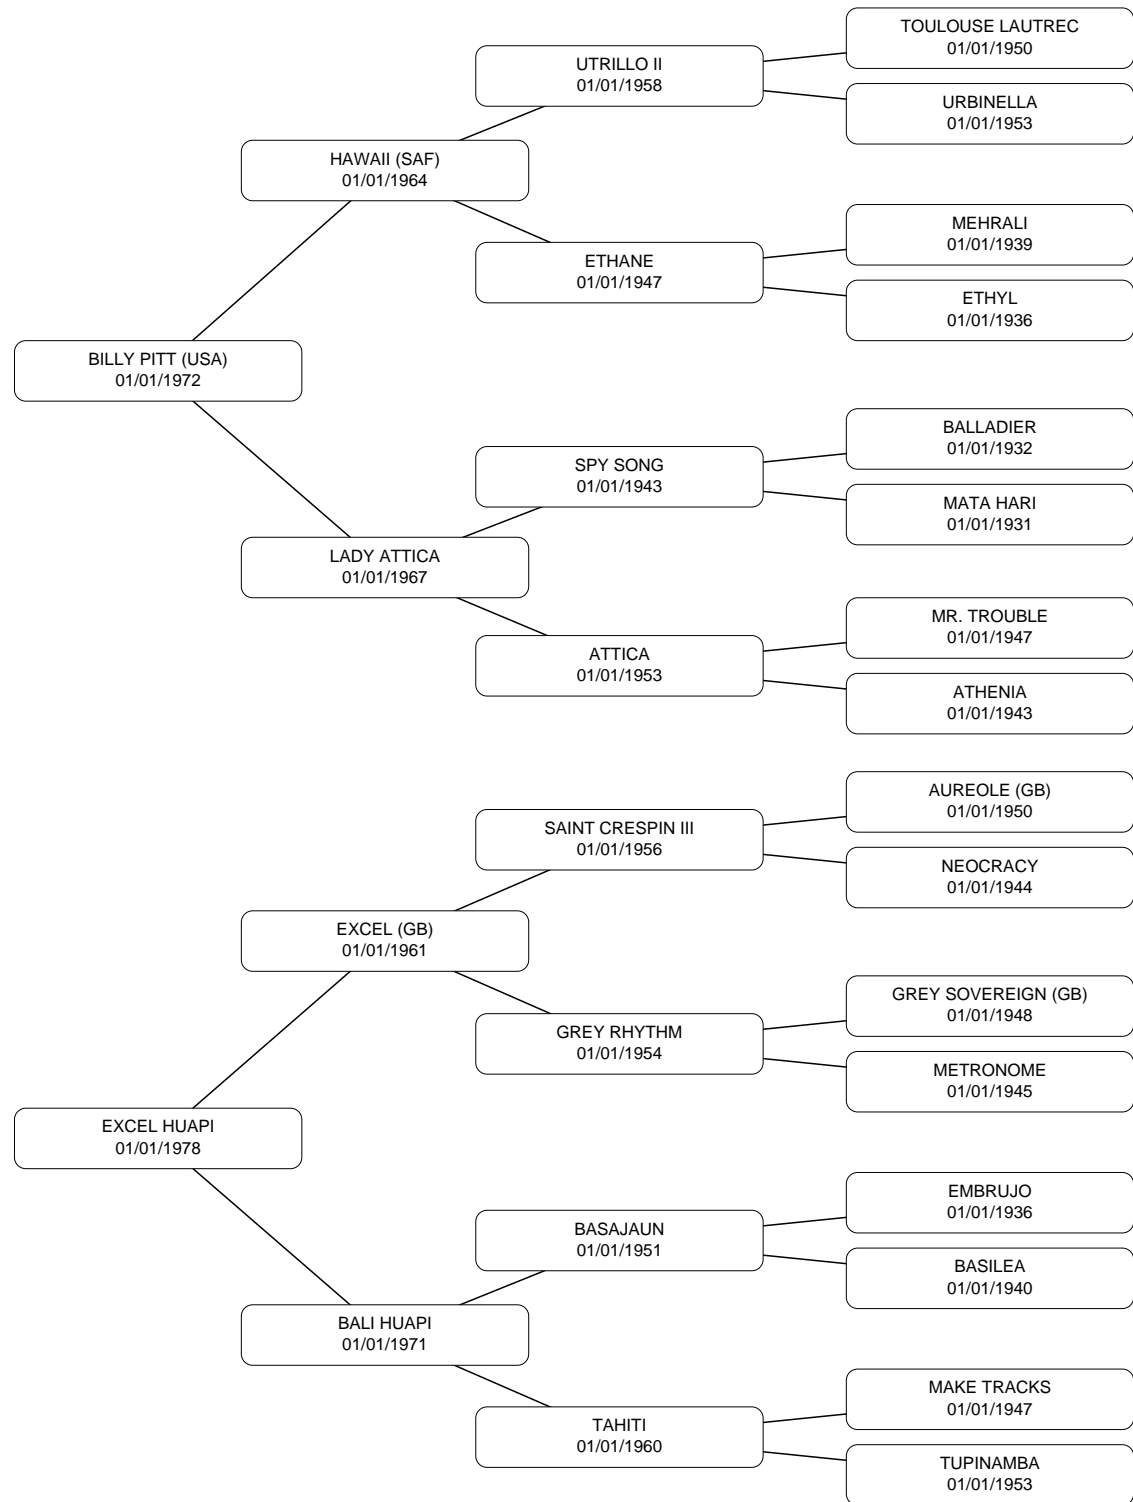 TOULOUSE LAUTREC
01/01/1950
UTRILLO II
01/01/1958
URBINELLA
01/01/1953
HAWAII (SAF)
01/01/1964
MEHRALI
01/01/1939
ETHANE
01/01/1947
ETHYL
01/01/1936
BILLY PITT (USA)
01/01/1972
BALLADIER
01/01/1932
SPY SONG
01/01/1943
MATA HARI
01/01/1931
LADY ATTICA
01/01/1967
MR. TROUBLE
01/01/1947
ATTICA
01/01/1953
ATHENIA
01/01/1943
AUREOLE (GB)
01/01/1950
SAINT CRESPIN III
01/01/1956
NEOCRACY
01/01/1944
EXCEL (GB)
01/01/1961
GREY SOVEREIGN (GB)
01/01/1948
GREY RHYTHM
01/01/1954
METRONOME
01/01/1945
EXCEL HUAPI
01/01/1978
EMBRUJO
01/01/1936
BASAJAUN
01/01/1951
BASILEA
01/01/1940
BALI HUAPI
01/01/1971
MAKE TRACKS
01/01/1947
TAHITI
01/01/1960
TUPINAMBA
01/01/1953